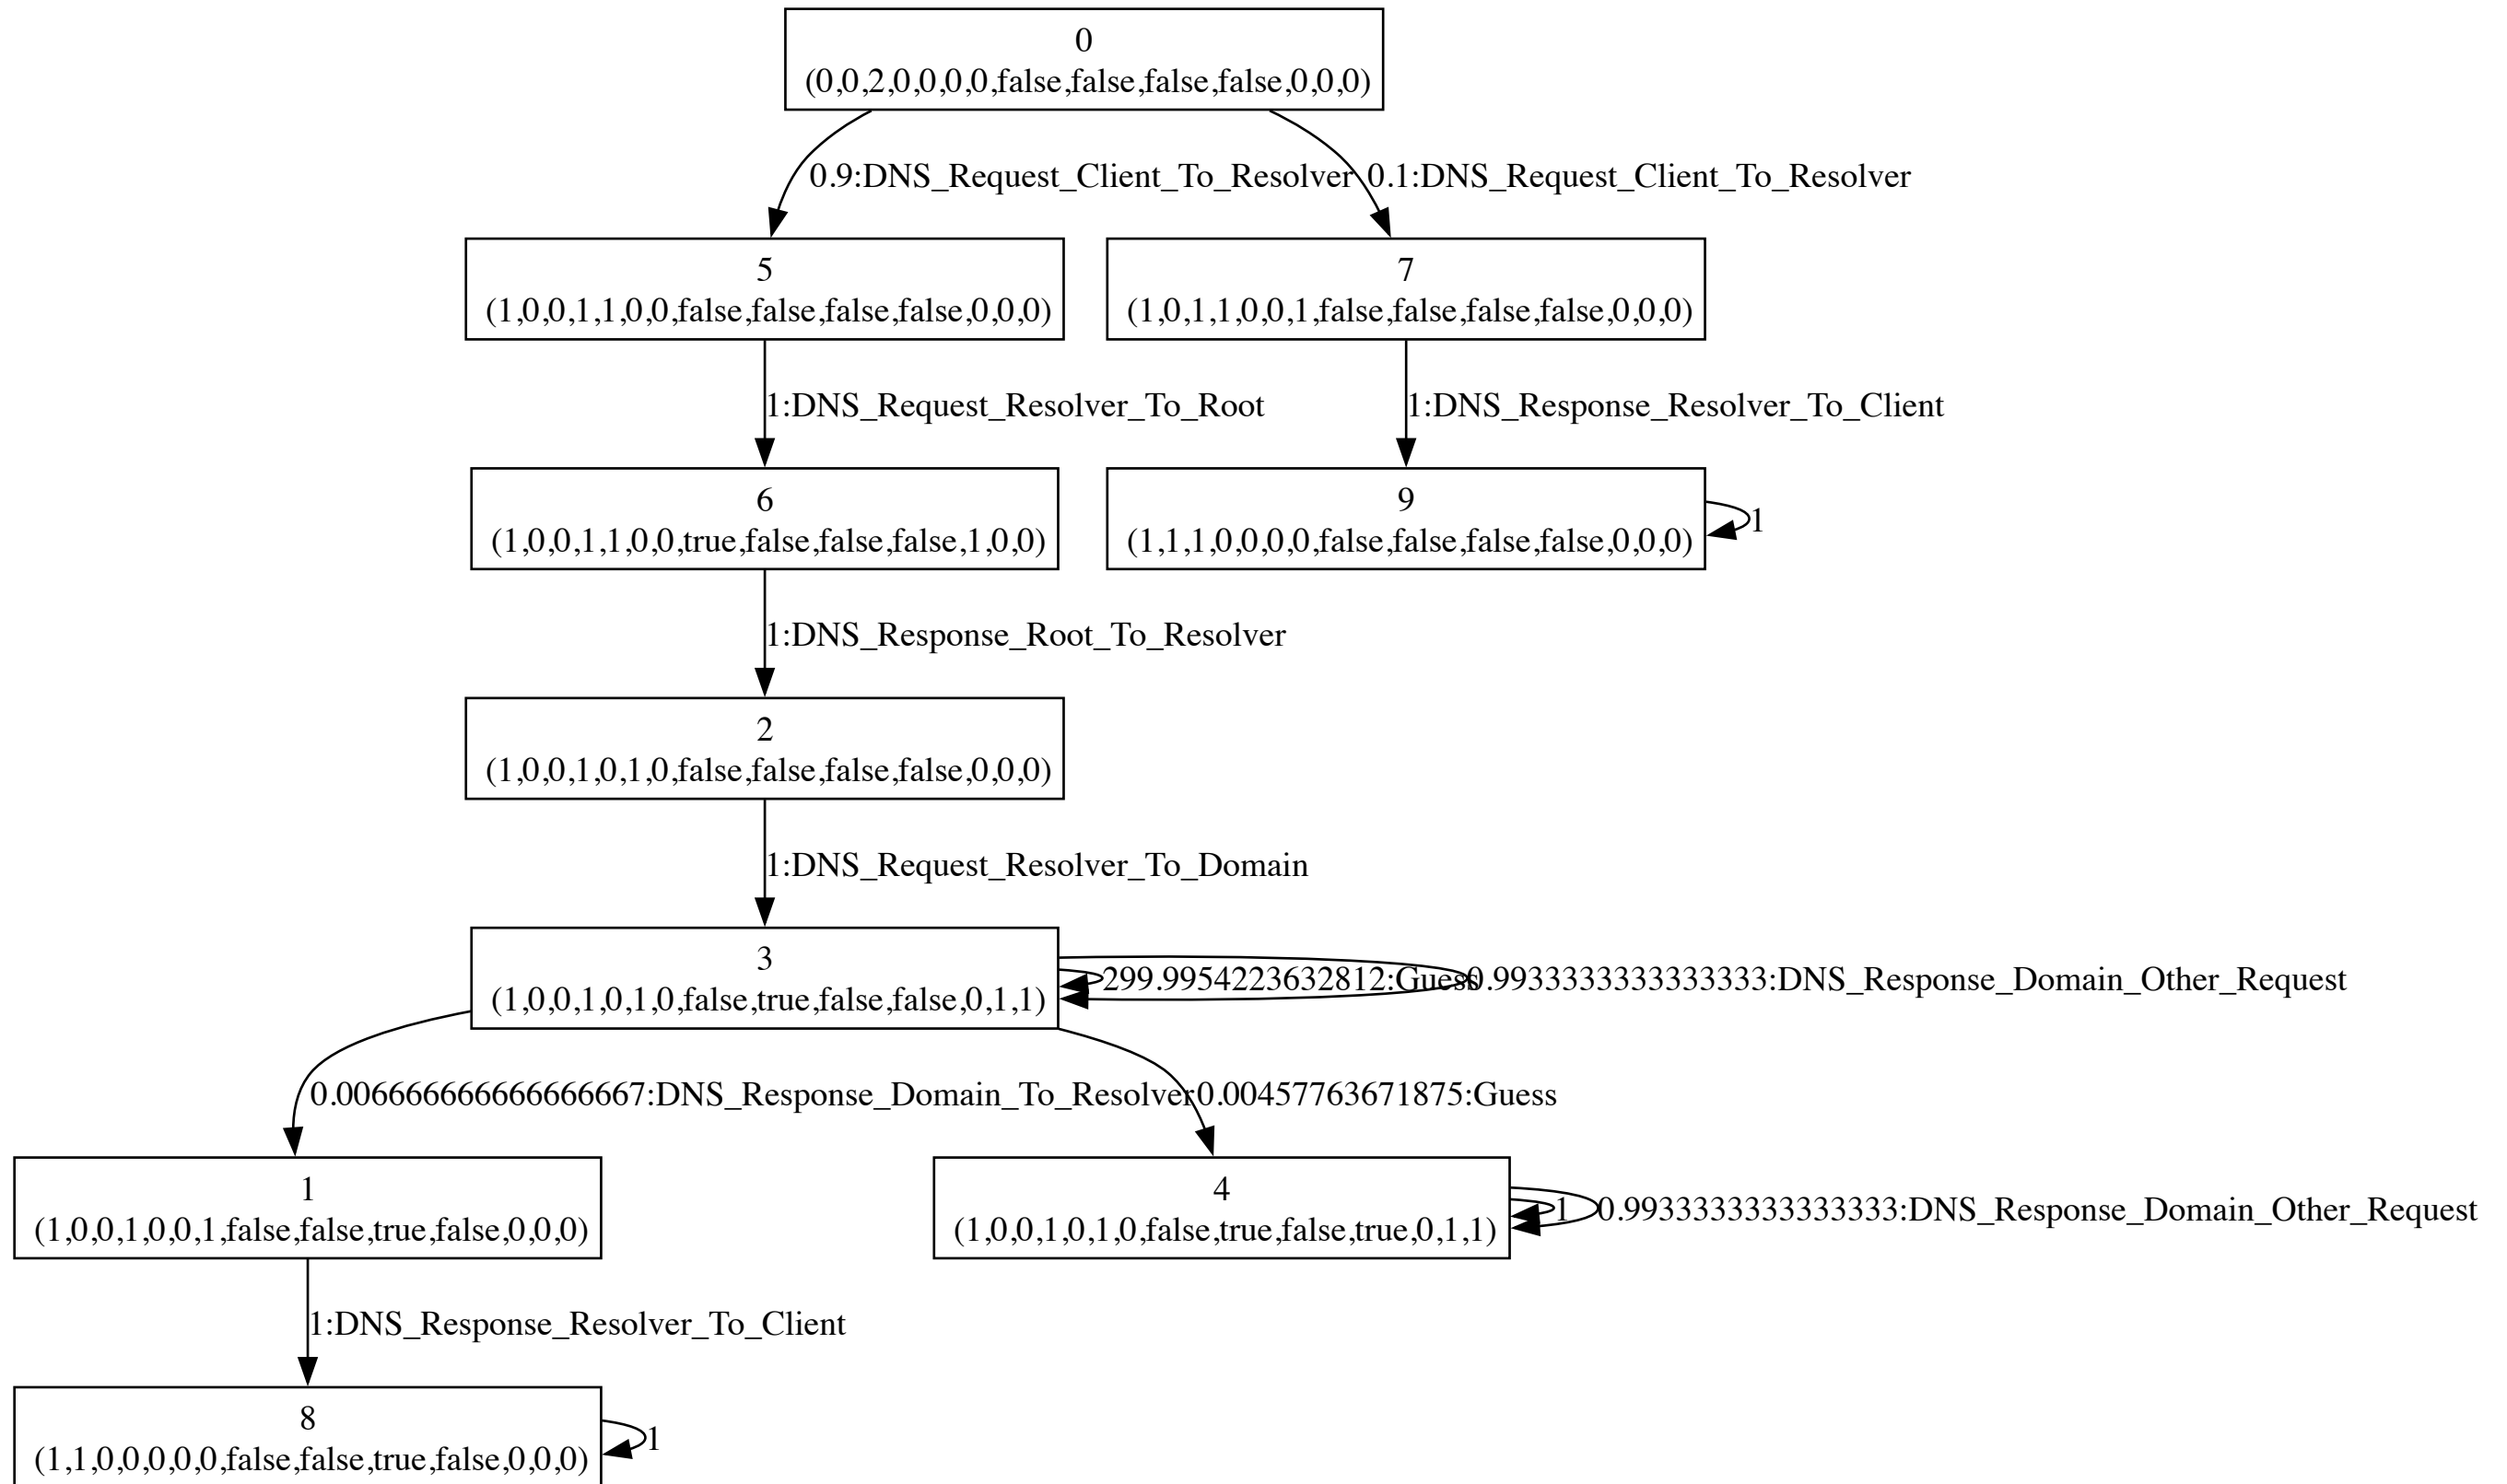 0
(0,0,2,0,0,0,0,false,false,false,false,0,0,0)
0.9:DNS_Request_Client_To_Resolver
0.1:DNS_Request_Client_To_Resolver
5
(1,0,0,1,1,0,0,false,false,false,false,0,0,0)
7
(1,0,1,1,0,0,1,false,false,false,false,0,0,0)
1:DNS_Request_Resolver_To_Root
1:DNS_Response_Resolver_To_Client
6
(1,0,0,1,1,0,0,true,false,false,false,1,0,0)
9
(1,1,1,0,0,0,0,false,false,false,false,0,0,0)
1
1:DNS_Response_Root_To_Resolver
2
(1,0,0,1,0,1,0,false,false,false,false,0,0,0)
1:DNS_Request_Resolver_To_Domain
3
(1,0,0,1,0,1,0,false,true,false,false,0,1,1)
299.9954223632812:Guess
0.9933333333333333:DNS_Response_Domain_Other_Request
0.006666666666666667:DNS_Response_Domain_To_Resolver
0.00457763671875:Guess
1
(1,0,0,1,0,0,1,false,false,true,false,0,0,0)
4
(1,0,0,1,0,1,0,false,true,false,true,0,1,1)
1
0.9933333333333333:DNS_Response_Domain_Other_Request
1:DNS_Response_Resolver_To_Client
8
(1,1,0,0,0,0,0,false,false,true,false,0,0,0)
1